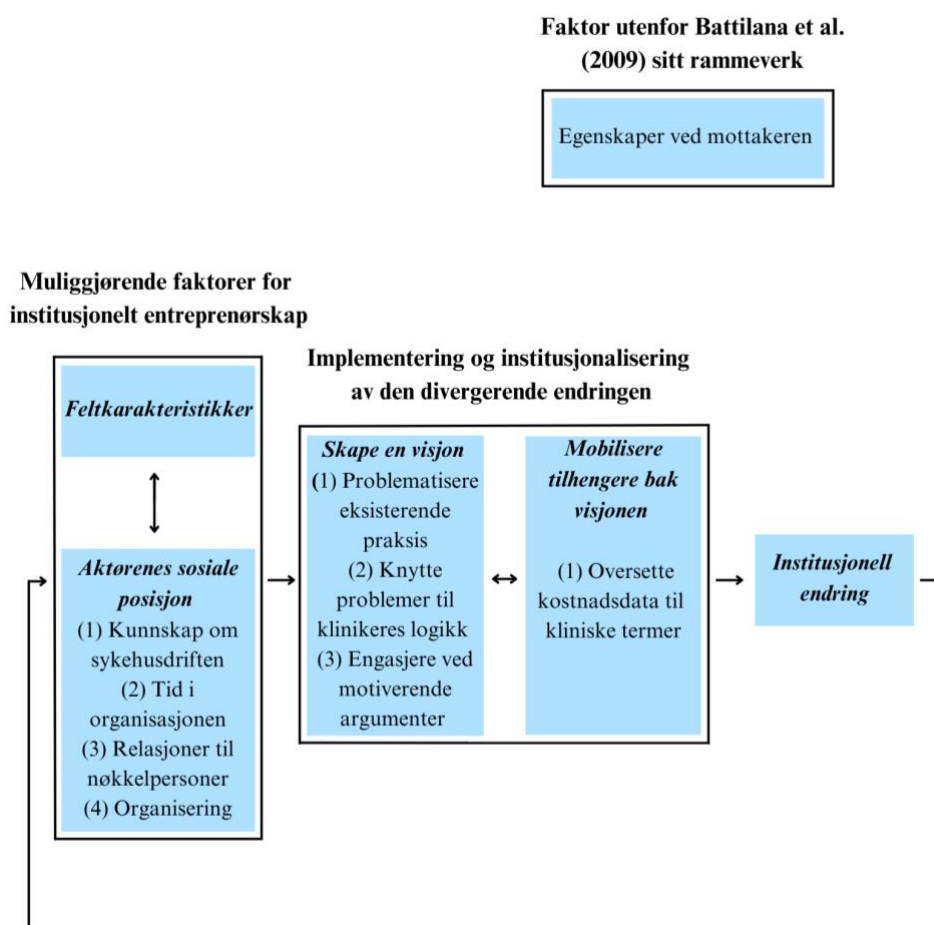 Faktor utenfor Battilana et al.
(2009) sitt rammeverk
Egenskaper ved mottakeren
Muliggjørende faktorer for
institusjonelt entreprenørskap
Feltkarakteristikker
Aktørenes sosiale
posisjon
(1) Kunnskap om
sykehusdriften
(2) Tid i
organisasjonen
(3) Relasjoner til
nøkkelpersoner
(4) Organisering
Implementering og institusjonalisering
av den divergerende endringen
Skape en visjon
(1) Problematisere
eksisterende
praksis
(2) Knytte
problemer til
klinikeres logikk
(3) Engasjere ved
motiverende
argumenter
Mobilisere
tilhengere bak
visjonen
(1) Oversette
kostnadsdata til
kliniske termer
Institusjonell
endring